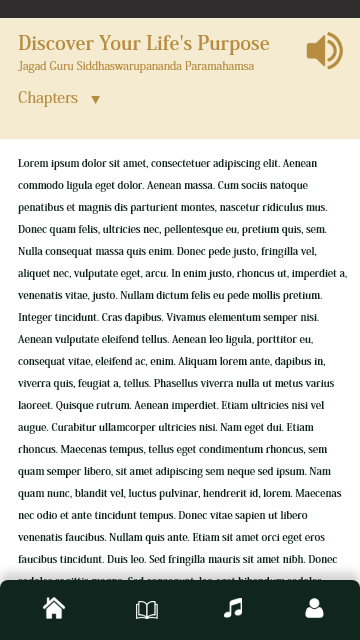 Discover Your Life's Purpose
Jagad Guru Siddhaswarupananda Paramahamsa
Chapters
Lorem ipsum dolor sit amet, consectetuer adipiscing elit. Aenean
commodo ligula eget dolor. Aenean massa. Cum sociis natoque
penatibus et magnis dis parturient montes, nascetur ridiculus mus.
Donec quam felis, ultricies nec, pellentesque eu, pretium quis, sem.
Nulla consequat massa quis enim. Donec pede justo, fringilla vel,
aliquet nec, vulputate eget, arcu. In enim justo, rhoncus ut, imperdiet a,
venenatis vitae, justo. Nullam dictum felis eu pede mollis pretium.
Integer tincidunt. Cras dapibus. Vivamus elementum semper nisi.
Aenean vulputate eleifend tellus. Aenean leo ligula, porttitor eu,
consequat vitae, eleifend ac, enim. Aliquam lorem ante, dapibus in,
viverra quis, feugiat a, tellus. Phasellus viverra nulla ut metus varius
laoreet. Quisque rutrum. Aenean imperdiet. Etiam ultricies nisi vel
augue. Curabitur ullamcorper ultricies nisi. Nam eget dui. Etiam
rhoncus. Maecenas tempus, tellus eget condimentum rhoncus, sem
quam semper libero, sit amet adipiscing sem neque sed ipsum. Nam
quam nunc, blandit vel, luctus pulvinar, hendrerit id, lorem. Maecenas
nec odio et ante tincidunt tempus. Donec vitae sapien ut libero
venenatis faucibus. Nullam quis ante. Etiam sit amet orci eget eros
faucibus tincidunt. Duis leo. Sed fringilla mauris sit amet nibh. Donec